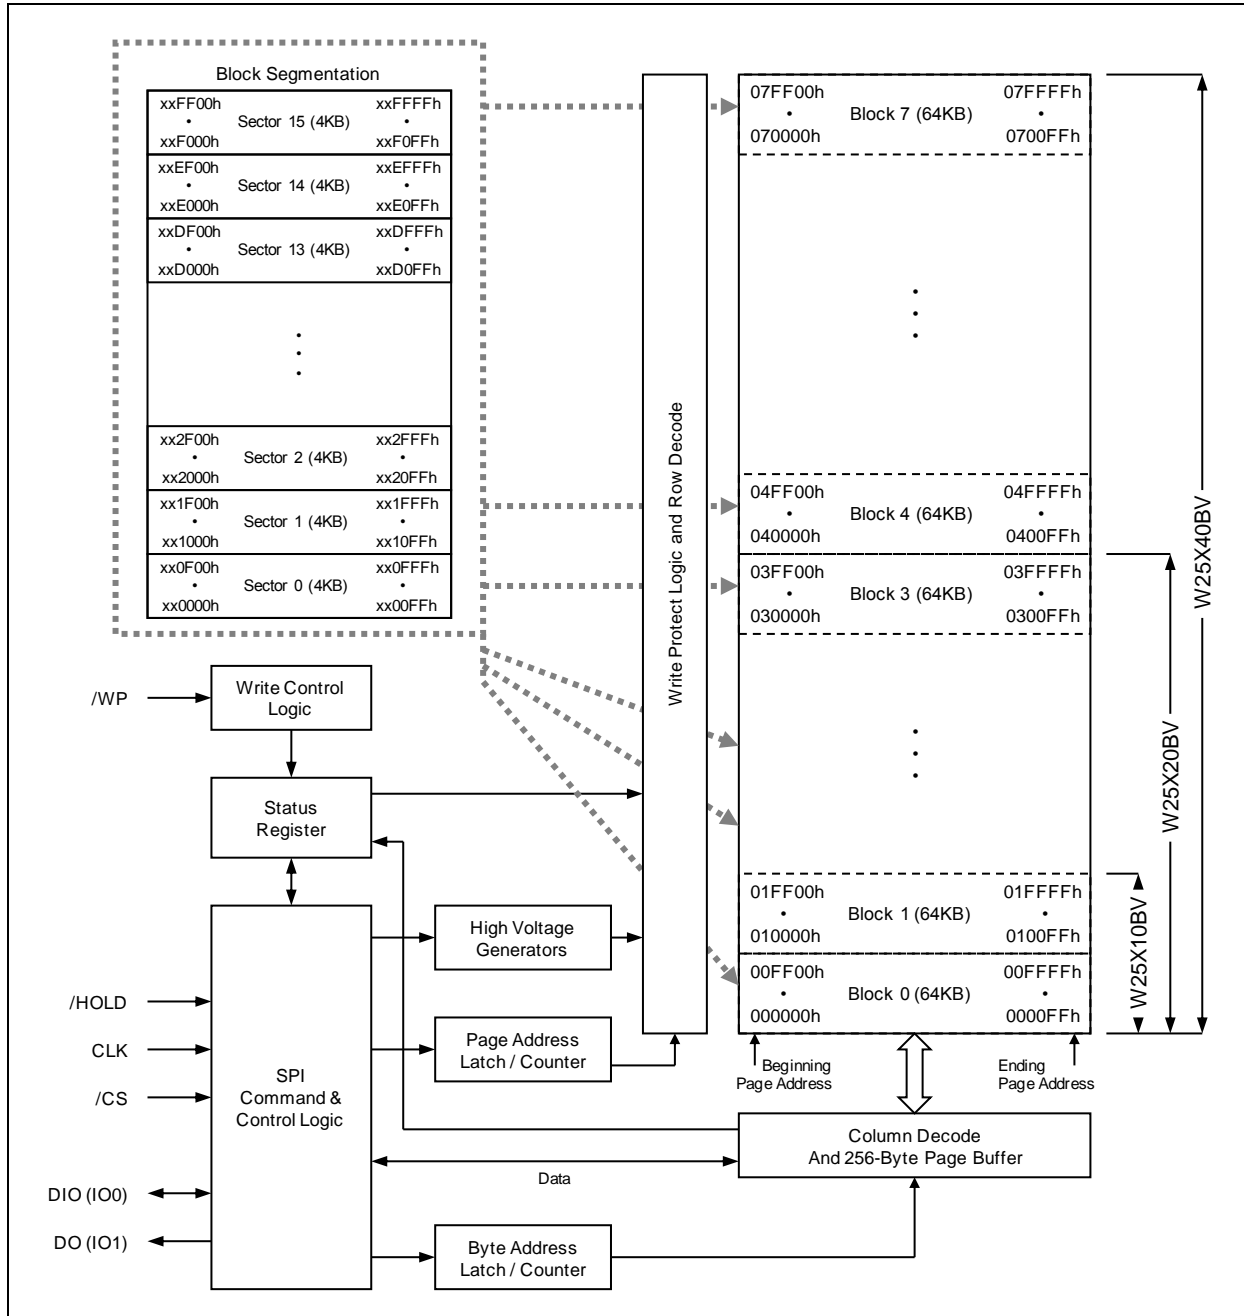 Block Segmentation
xxFF00h xxFFFFh
• Sector 15 (4KB) •
xxF000h xxF0FFh
xxEF00h xxEFFFh
• Sector 14 (4KB) •
xxE000h xxE0FFh
xxDF00h xxDFFFh
• Sector 13 (4KB) •
xxD000h xxD0FFh
xx2F00h xx2FFFh
• Sector 2 (4KB) •
xx2000h xx20FFh
xx1F00h xx1FFFh
• Sector 1 (4KB) •
xx1000h xx10FFh
xx0F00h xx0FFFh
• Sector 0 (4KB) •
xx0000h xx00FFh
Write Protect Logic and Row Decode
07FF00h 07FFFFh
• Block 7 (64KB) •
070000h 0700FFh
04FF00h 04FFFFh
• Block 4 (64KB) •
040000h 0400FFh
03FF00h 03FFFFh
• Block 3 (64KB) •
030000h 0300FFh
01FF00h 01FFFFh
• Block 1 (64KB) •
010000h 0100FFh
00FF00h 00FFFFh
• Block 0 (64KB) •
000000h 0000FFh
W25X10BV
W25X20BV
W25X40BV
Beginning
Page Address
Ending
Page Address
/WP
Write Control
Logic
Status
Register
High Voltage
Generators
/HOLD
CLK
/CS
DIO (IO0)
DO (IO1)
SPI
Command &
Control Logic
Page Address
Latch / Counter
Column Decode
And 256-Byte Page Buffer
Data
Byte Address
Latch / Counter